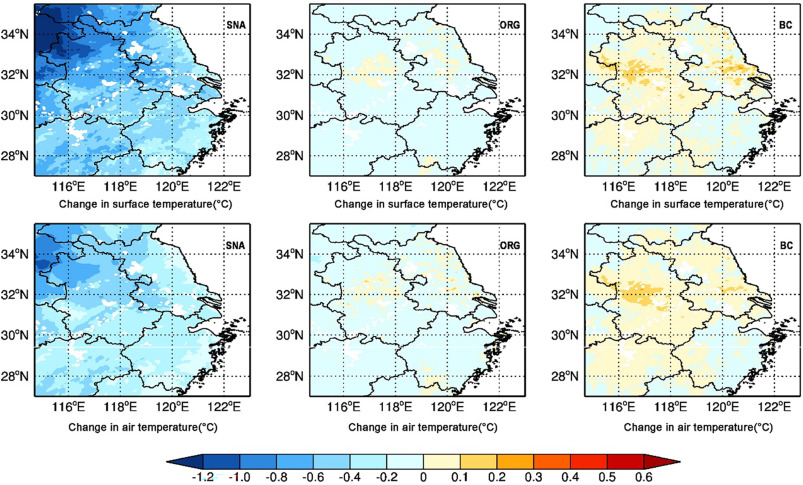 34°N SNA 34°N ORG 34°N BC
32°N 32°N 32°N
30°N 30°N 30°N
28°N 28°N 28°N
116°E 118°E 120°E 122°E 116°E 118°E 120°E 122°E 116°E 118°E 120°E 122°E
Change in surface temperature(°C) Change in surface temperature(°C) Change in surface temperature(°C)
34°N SNA 34°N ORG 34°N BC
32°N 32°N 32°N
30°N 30°N 30°N
28°N 28°N 28°N
116°E 118°E 120°E 122°E 116°E 118°E 120°E 122°E 116°E 118°E 120°E 122°E
Change in air temperature(°C) Change in air temperature(°C) Change in air temperature(°C)
-1.2 -1.0 -0.8 -0.6 -0.4 -0.2 0 0.1 0.2 0.3 0.4 0.5 0.6